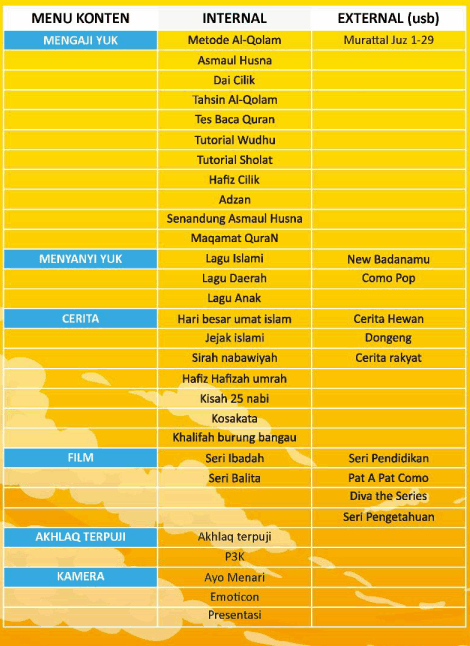 MENU KONTEN INTERNAL EXTERNAL (usb)
MENGAJI YUK Metode Al-Qolam Murattal Juz 1-29
Asmaul Husna
Dai Cilik
Tahsin Al-Qolam
Tes Baca Quran
Tutorial Wudhu
Tutorial Sholat
Hafiz Cilik
Adzan
Senandung Asmaul Husna
Maqamat QuraN
MENYANYI YUK Lagu Islami New Badanamu
Lagu Daerah Como Pop
Lagu Anak
CERITA Hari besar umat islam Cerita Hewan
Jejak islami Dongeng
Sirah nabawiyah Cerita rakyat
Hafiz Hafizah umrah
Kisah 25 nabi
Kosakata
Khalifah burung bangau
FILM Seri Ibadah Seri Pendidikan
Seri Balita Pat A Pat Como
Diva the Series
Seri Pengetahuan
AKHLAQ TERPUJI Akhlaq terpuji
P3K
KAMERA Ayo Menari
Emoticon
Presentasi